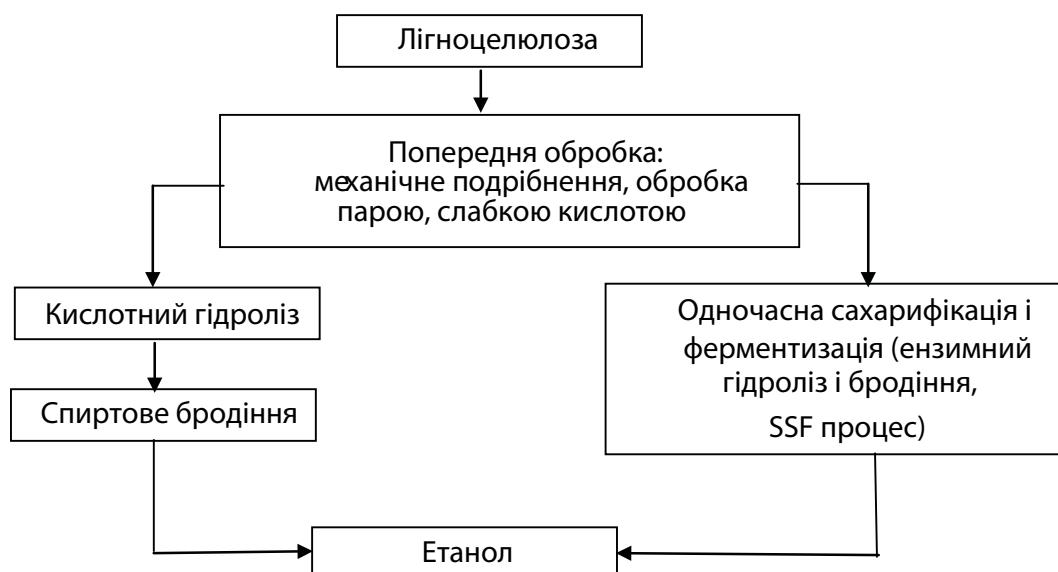 Лігноцелюлоза
Попередня обробка:
механічне подрібнення, обробка
парою, слабкою кислотою
Кислотний гідроліз
Спиртове бродіння
Одночасна сахарифікація і
ферментизація (ензимний
гідроліз і бродіння,
SSF процес)
Етанол